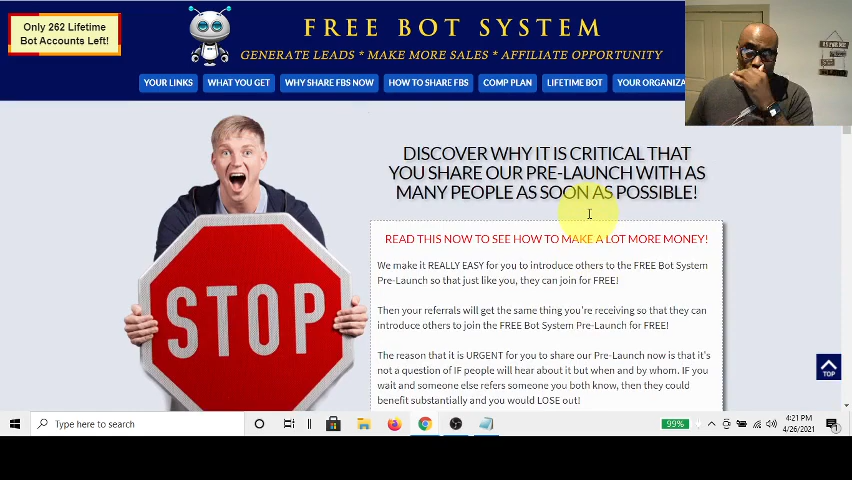 Only 262 Lifetime
Bot Accounts Left!
FREE BOT SYSTEM
GENERATE LEADS * MAKE MORE SALES * AFFILIATE OPPORTUNITY
YOUR LINKS
WHAT YOU GET
WHY SHARE FBS NOW
HOW TO SHARE FBS
COMP PLAN
LIFETIME BOT
YOUR ORGANIZA
DISCOVER WHY IT IS CRITICAL THAT
YOU SHARE OUR PRE-LAUNCH WITH AS
MANY PEOPLE AS SOON AS POSSIBLE!
STOP
READ THIS NOW TO SEE HOW TO MAKE A LOT MORE MONEY!
We make it REALLY EASY for you to introduce others to the FREE Bot System
Pre-Launch so that just like you, they can join for FREE!
Then your referrals will get the same thing you're receiving so that they can
introduce others to join the FREE Bot System Pre-Launch for FREE!
The reason that it is URGENT for you to share our Pre-Launch now is that it's
not a question of IF people will hear about it but when and by whom. IF you
wait and someone else refers someone you both know, then they could
benefit substantially and you would LOSE out!
TOP
Type here to search
99%
4:21 PM
4/26/2021